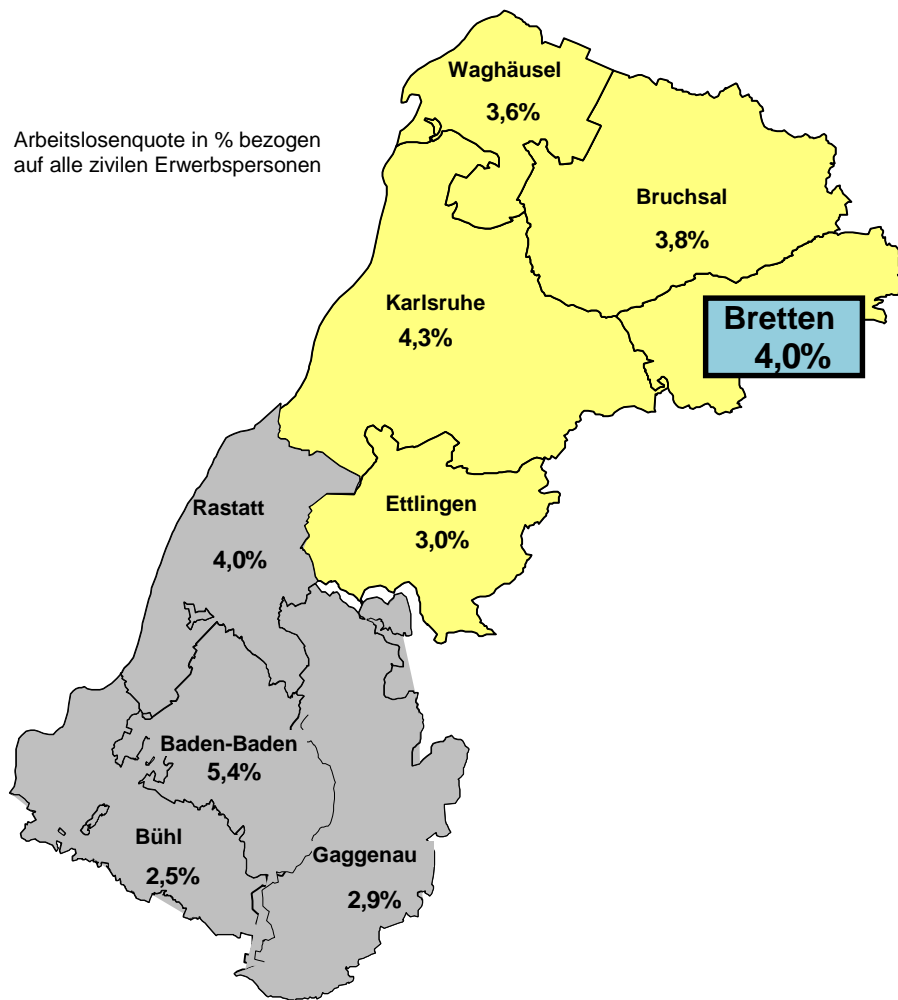 Waghäusel
3,6%
Arbeitslosenquote in % bezogen
auf alle zivilen Erwerbspersonen
Bruchsal
3,8%
Karlsruhe
4,3%
Bretten
4,0%
Rastatt
4,0%
Ettlingen
3,0%
Baden-Baden
5,4%
Bühl
2,5%
Gaggenau
2,9%